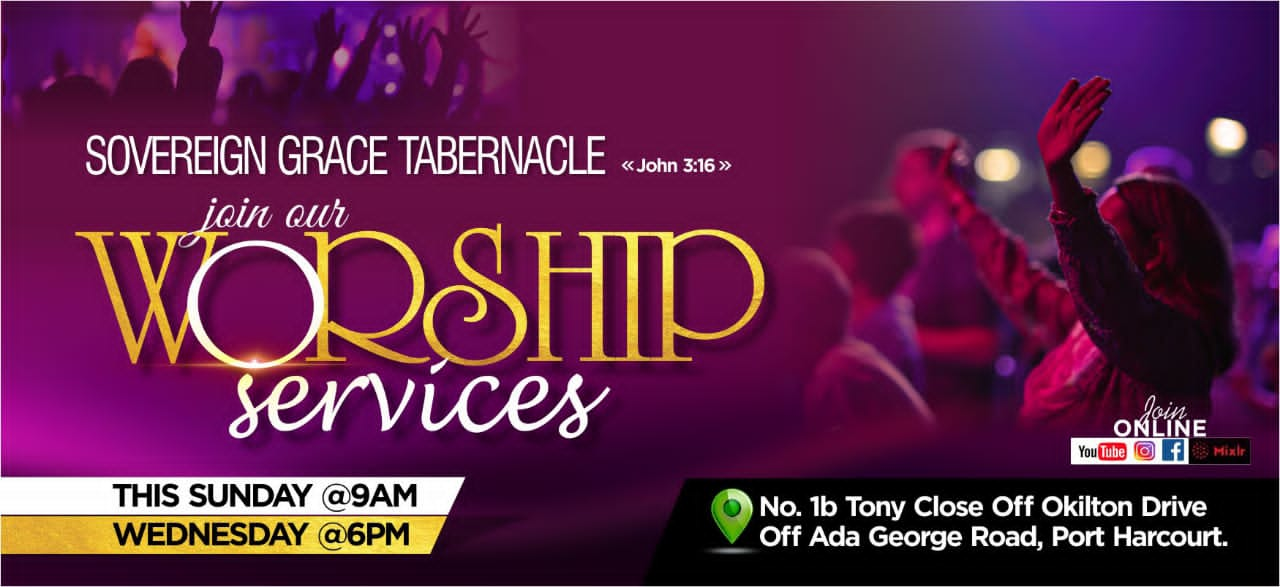 SOVEREIGN GRACE TABERNACLE «John 3:16»
join our
WORSHIP
services
Join
ONLINE
YouTube Mixlr
THIS SUNDAY @9AM
WEDNESDAY @6PM
No. 1b Tony Close Off Okilton Drive
Off Ada George Road, Port Harcourt.